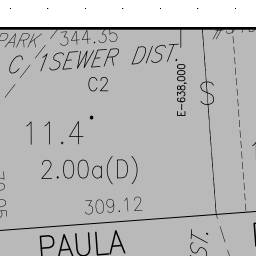 PARK 344.35
C/1SEWER DIST.
C2
E-638,000
S
11.4
2.00a(D)
309.12
PAULA
ST.